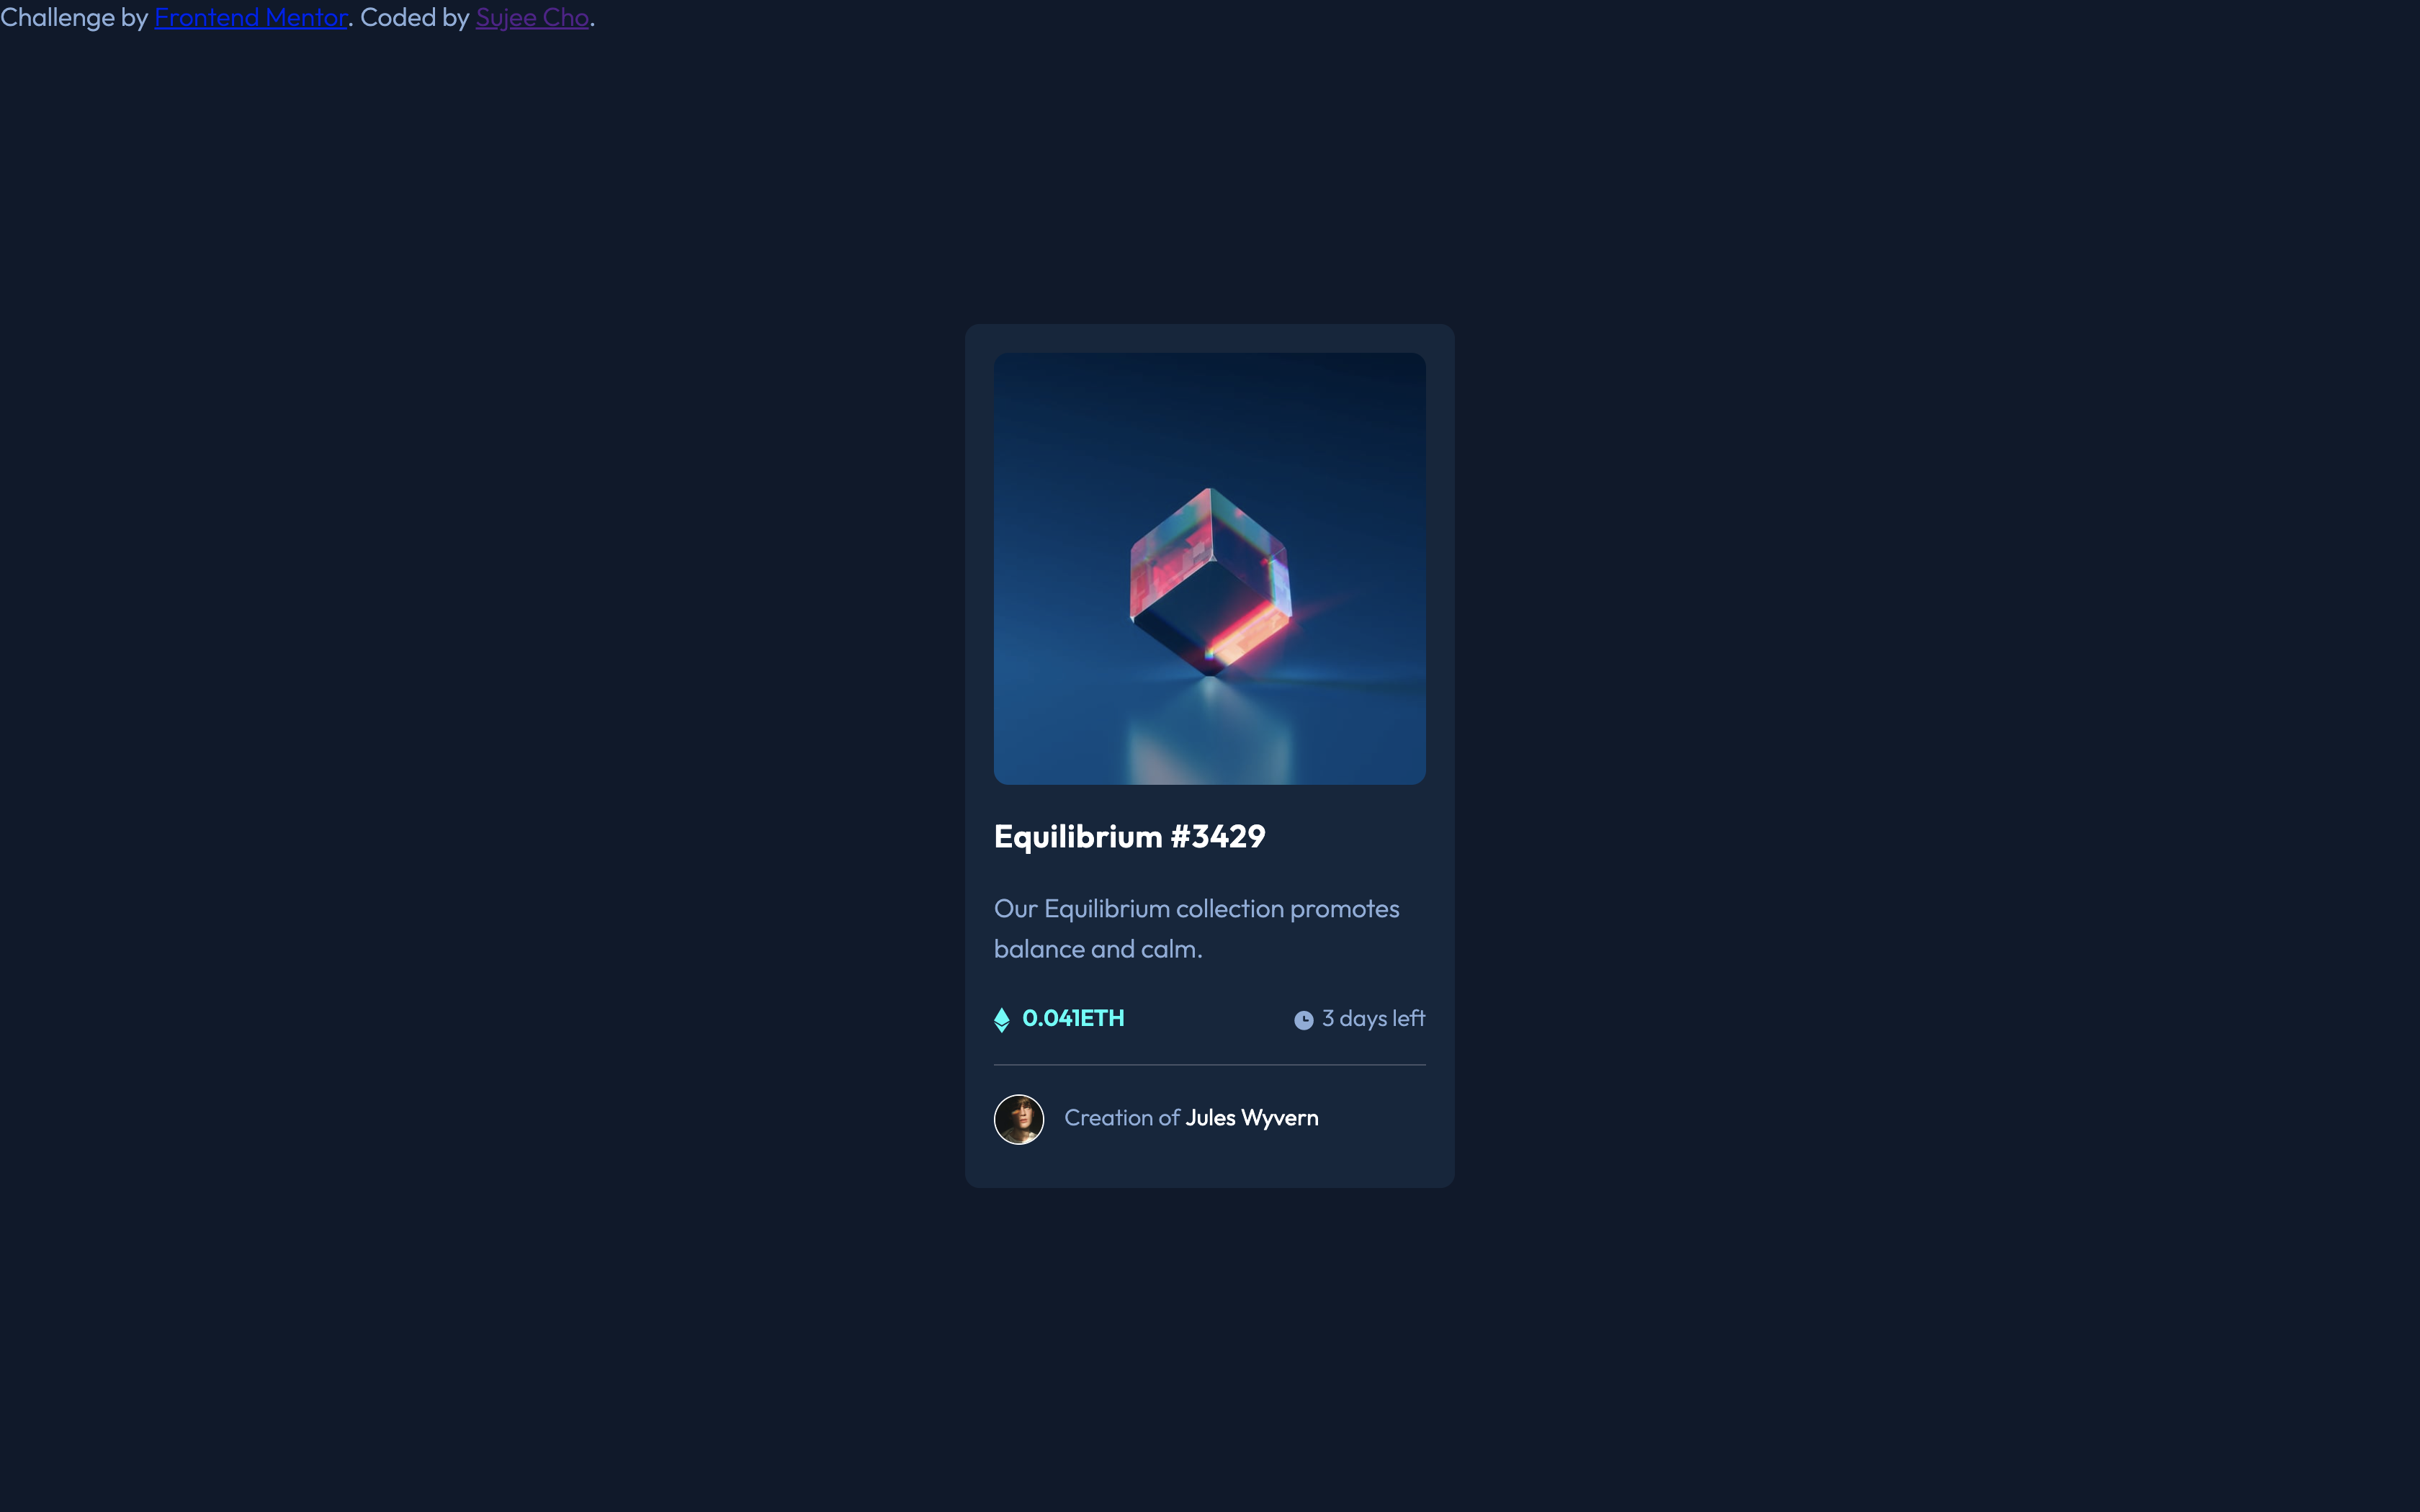 Challenge by Frontend Mentor. Coded by Sujee Cho.
Equilibrium #3429
Our Equilibrium collection promotes
balance and calm.
0.041ETH
3 days left
Creation of Jules Wyvern